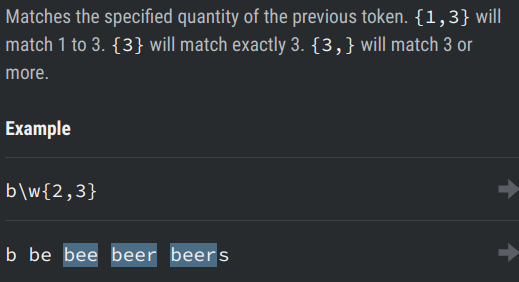 Matches the specified quantity of the previous token. {1,3} will
match 1 to 3. {3} will match exactly 3. {3,} will match 3 or
more.
Example
b\w{2,3}
b be bee beer beers